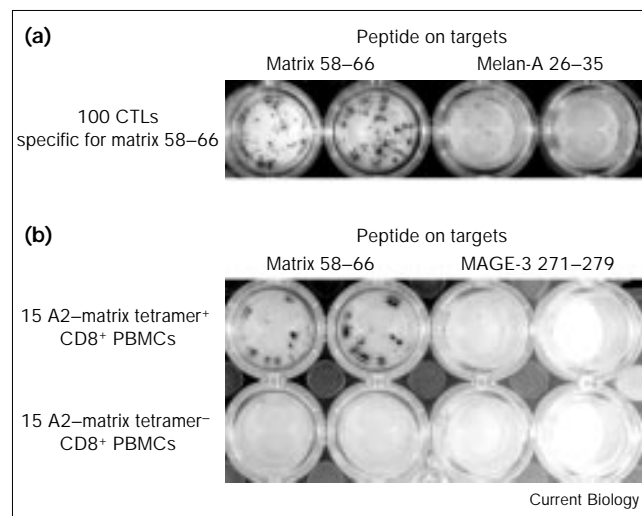 (a)
Peptide on targets
Matrix 58–66 Melan-A 26–35
100 CTLs
specific for matrix 58–66
(b)
Peptide on targets
Matrix 58–66 MAGE-3 271–279
15 A2–matrix tetramer⁺
CD8⁺ PBMCs
15 A2–matrix tetramer⁻
CD8⁺ PBMCs
Current Biology